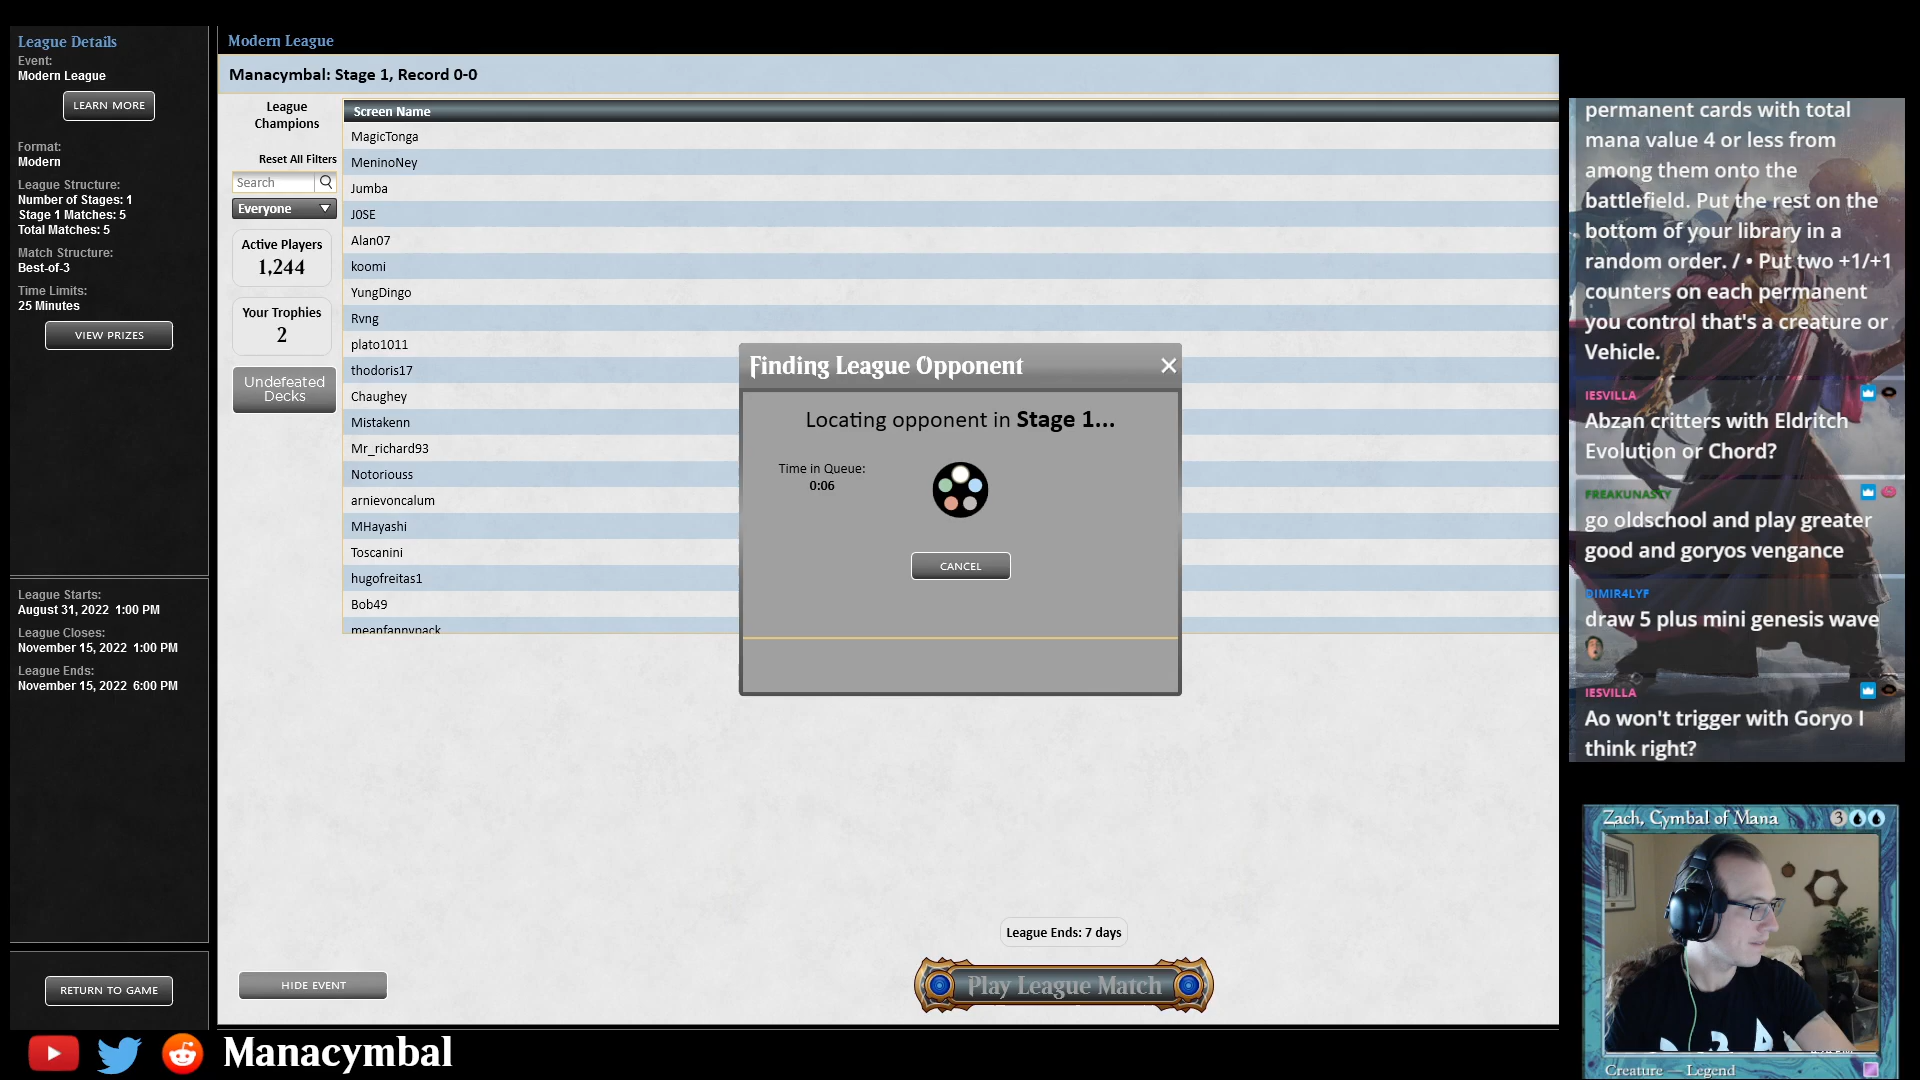 League Details
Event:
Modern League
LEARN MORE
Format:
Modern
League Structure:
Number of Stages: 1
Stage 1 Matches: 5
Total Matches: 5
Match Structure:
Best-of-3
Time Limits:
25 Minutes
VIEW PRIZES
League Starts:
August 31, 2022 1:00 PM
League Closes:
November 15, 2022 1:00 PM
League Ends:
November 15, 2022 6:00 PM
RETURN TO GAME
Modern League
Manacymbal: Stage 1, Record 0-0
League
Champions
Reset All Filters
Search
Everyone
Active Players
1,244
Your Trophies
2
Undefeated
Decks
Screen Name
MagicTonga
MeninoNey
Jumba
J0SE
Alan07
koomi
YungDingo
Rvng
plato1011
thodoris17
Chaughey
Mistakenn
Mr_richard93
Notoriouss
arnievoncalum
MHayashi
Toscanini
hugofreitas1
Bob49
meanfannypack
Finding League Opponent
Locating opponent in Stage 1...
Time in Queue:
0:06
CANCEL
League Ends: 7 days
HIDE EVENT
Play League Match
permanent cards with total
mana value 4 or less from
among them onto the
battlefield. Put the rest on the
bottom of your library in a
random order. / • Put two +1/+1
counters on each permanent
you control that's a creature or
Vehicle.
IESVILLA
Abzan critters with Eldritch
Evolution or Chord?
FREAKUNASTY
go oldschool and play greater
good and goryos vengance
DIMIR4LYF
draw 5 plus mini genesis wave
IESVILLA
Ao won't trigger with Goryo I
think right?
Zach, Cymbal of Mana 3
Creature — Legend
Manacymbal